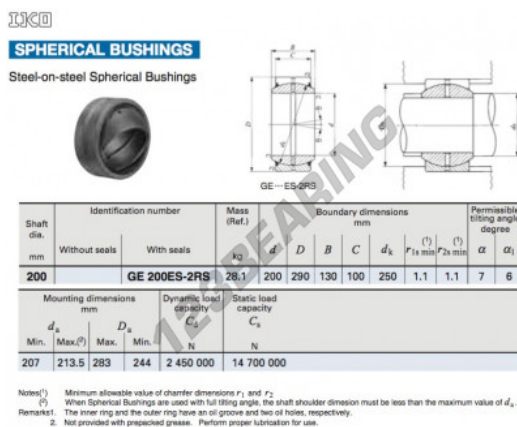 IKO
SPHERICAL BUSHINGS
Steel-on-steel Spherical Bushings
GE…ES-2RS
123BEARING
Shaft dia. mm
Identification number
Without seals
With seals
Mass (Ref.) kg
Boundary dimensions mm
d D B C dk r1s min(1) r2s min(1)
Permissible tilting angle degree
α α1
200 GE 200ES-2RS 28.1 200 290 130 100 250 1.1 1.1 7 6
Mounting dimensions mm
da Da
Min. Max.(2) Max. Min.
Dynamic load capacity Cd N
Static load capacity Cs N
207 213.5 283 244 2 450 000 14 700 000
Notes(1) Minimum allowable value of chamfer dimensions r1 and r2
(2) When Spherical Bushings are used with full tilting angle, the shaft shoulder dimesion must be less than the maximum value of da.
Remarks1. The inner ring and the outer ring have an oil groove and two oil holes, respectively.
2. Not provided with prepacked grease. Perform proper lubrication for use.